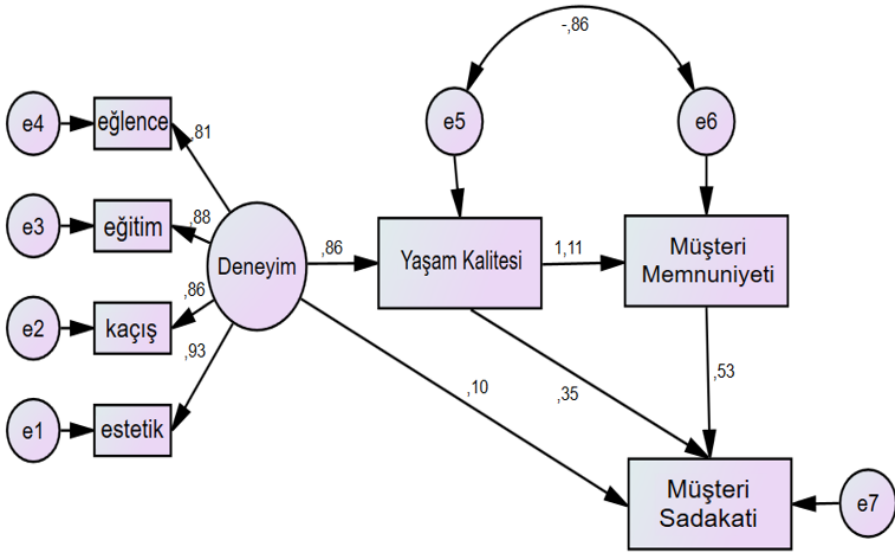 -,86
e4
eğlence
,81
e5
e6
e3
eğitim
,88
Deneyim
,86
Yaşam Kalitesi
1,11
Müşteri
Memnuniyeti
e2
kaçış
,86
,93
e1
estetik
,10
,35
,53
Müşteri
Sadakati
e7